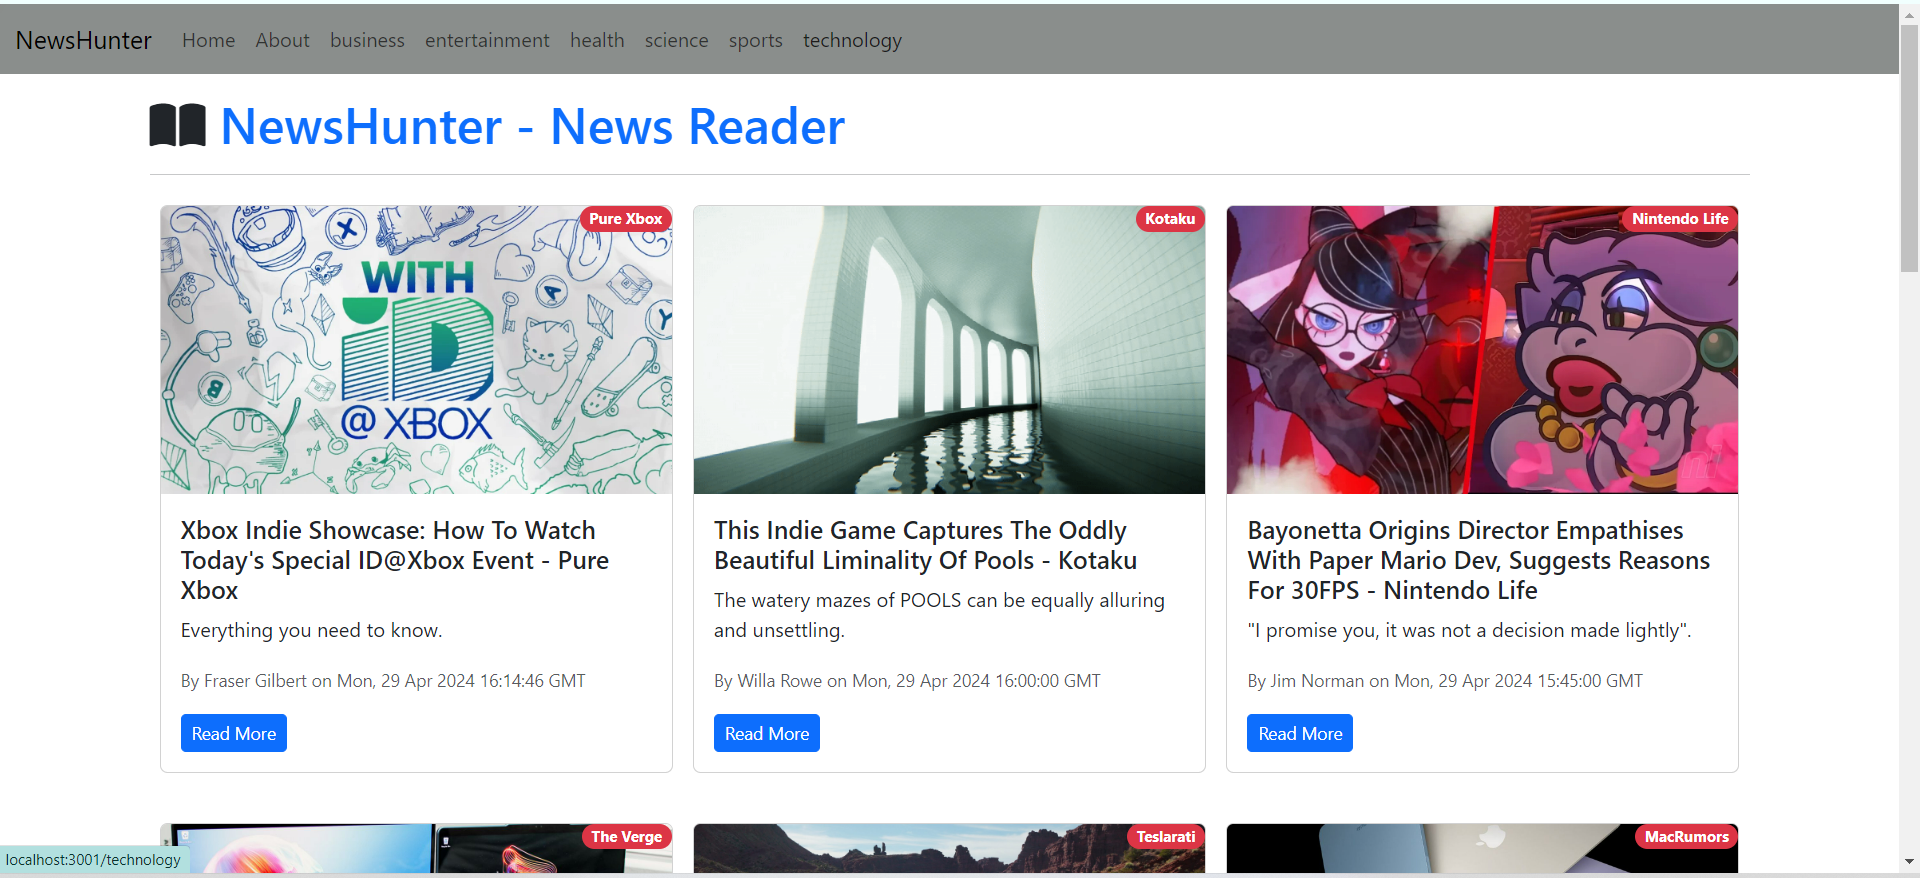 NewsHunter Home About business entertainment health science sports technology
NewsHunter - News Reader
Pure Xbox
WITH
iD
@ XBOX
X
A
Y
B
Xbox Indie Showcase: How To Watch
Today's Special ID@Xbox Event - Pure
Xbox
Everything you need to know.
By Fraser Gilbert on Mon, 29 Apr 2024 16:14:46 GMT
Read More
Kotaku
This Indie Game Captures The Oddly
Beautiful Liminality Of Pools - Kotaku
The watery mazes of POOLS can be equally alluring
and unsettling.
By Willa Rowe on Mon, 29 Apr 2024 16:00:00 GMT
Read More
Nintendo Life
Bayonetta Origins Director Empathises
With Paper Mario Dev, Suggests Reasons
For 30FPS - Nintendo Life
"I promise you, it was not a decision made lightly".
By Jim Norman on Mon, 29 Apr 2024 15:45:00 GMT
Read More
The Verge
Teslarati
MacRumors
localhost:3001/technology